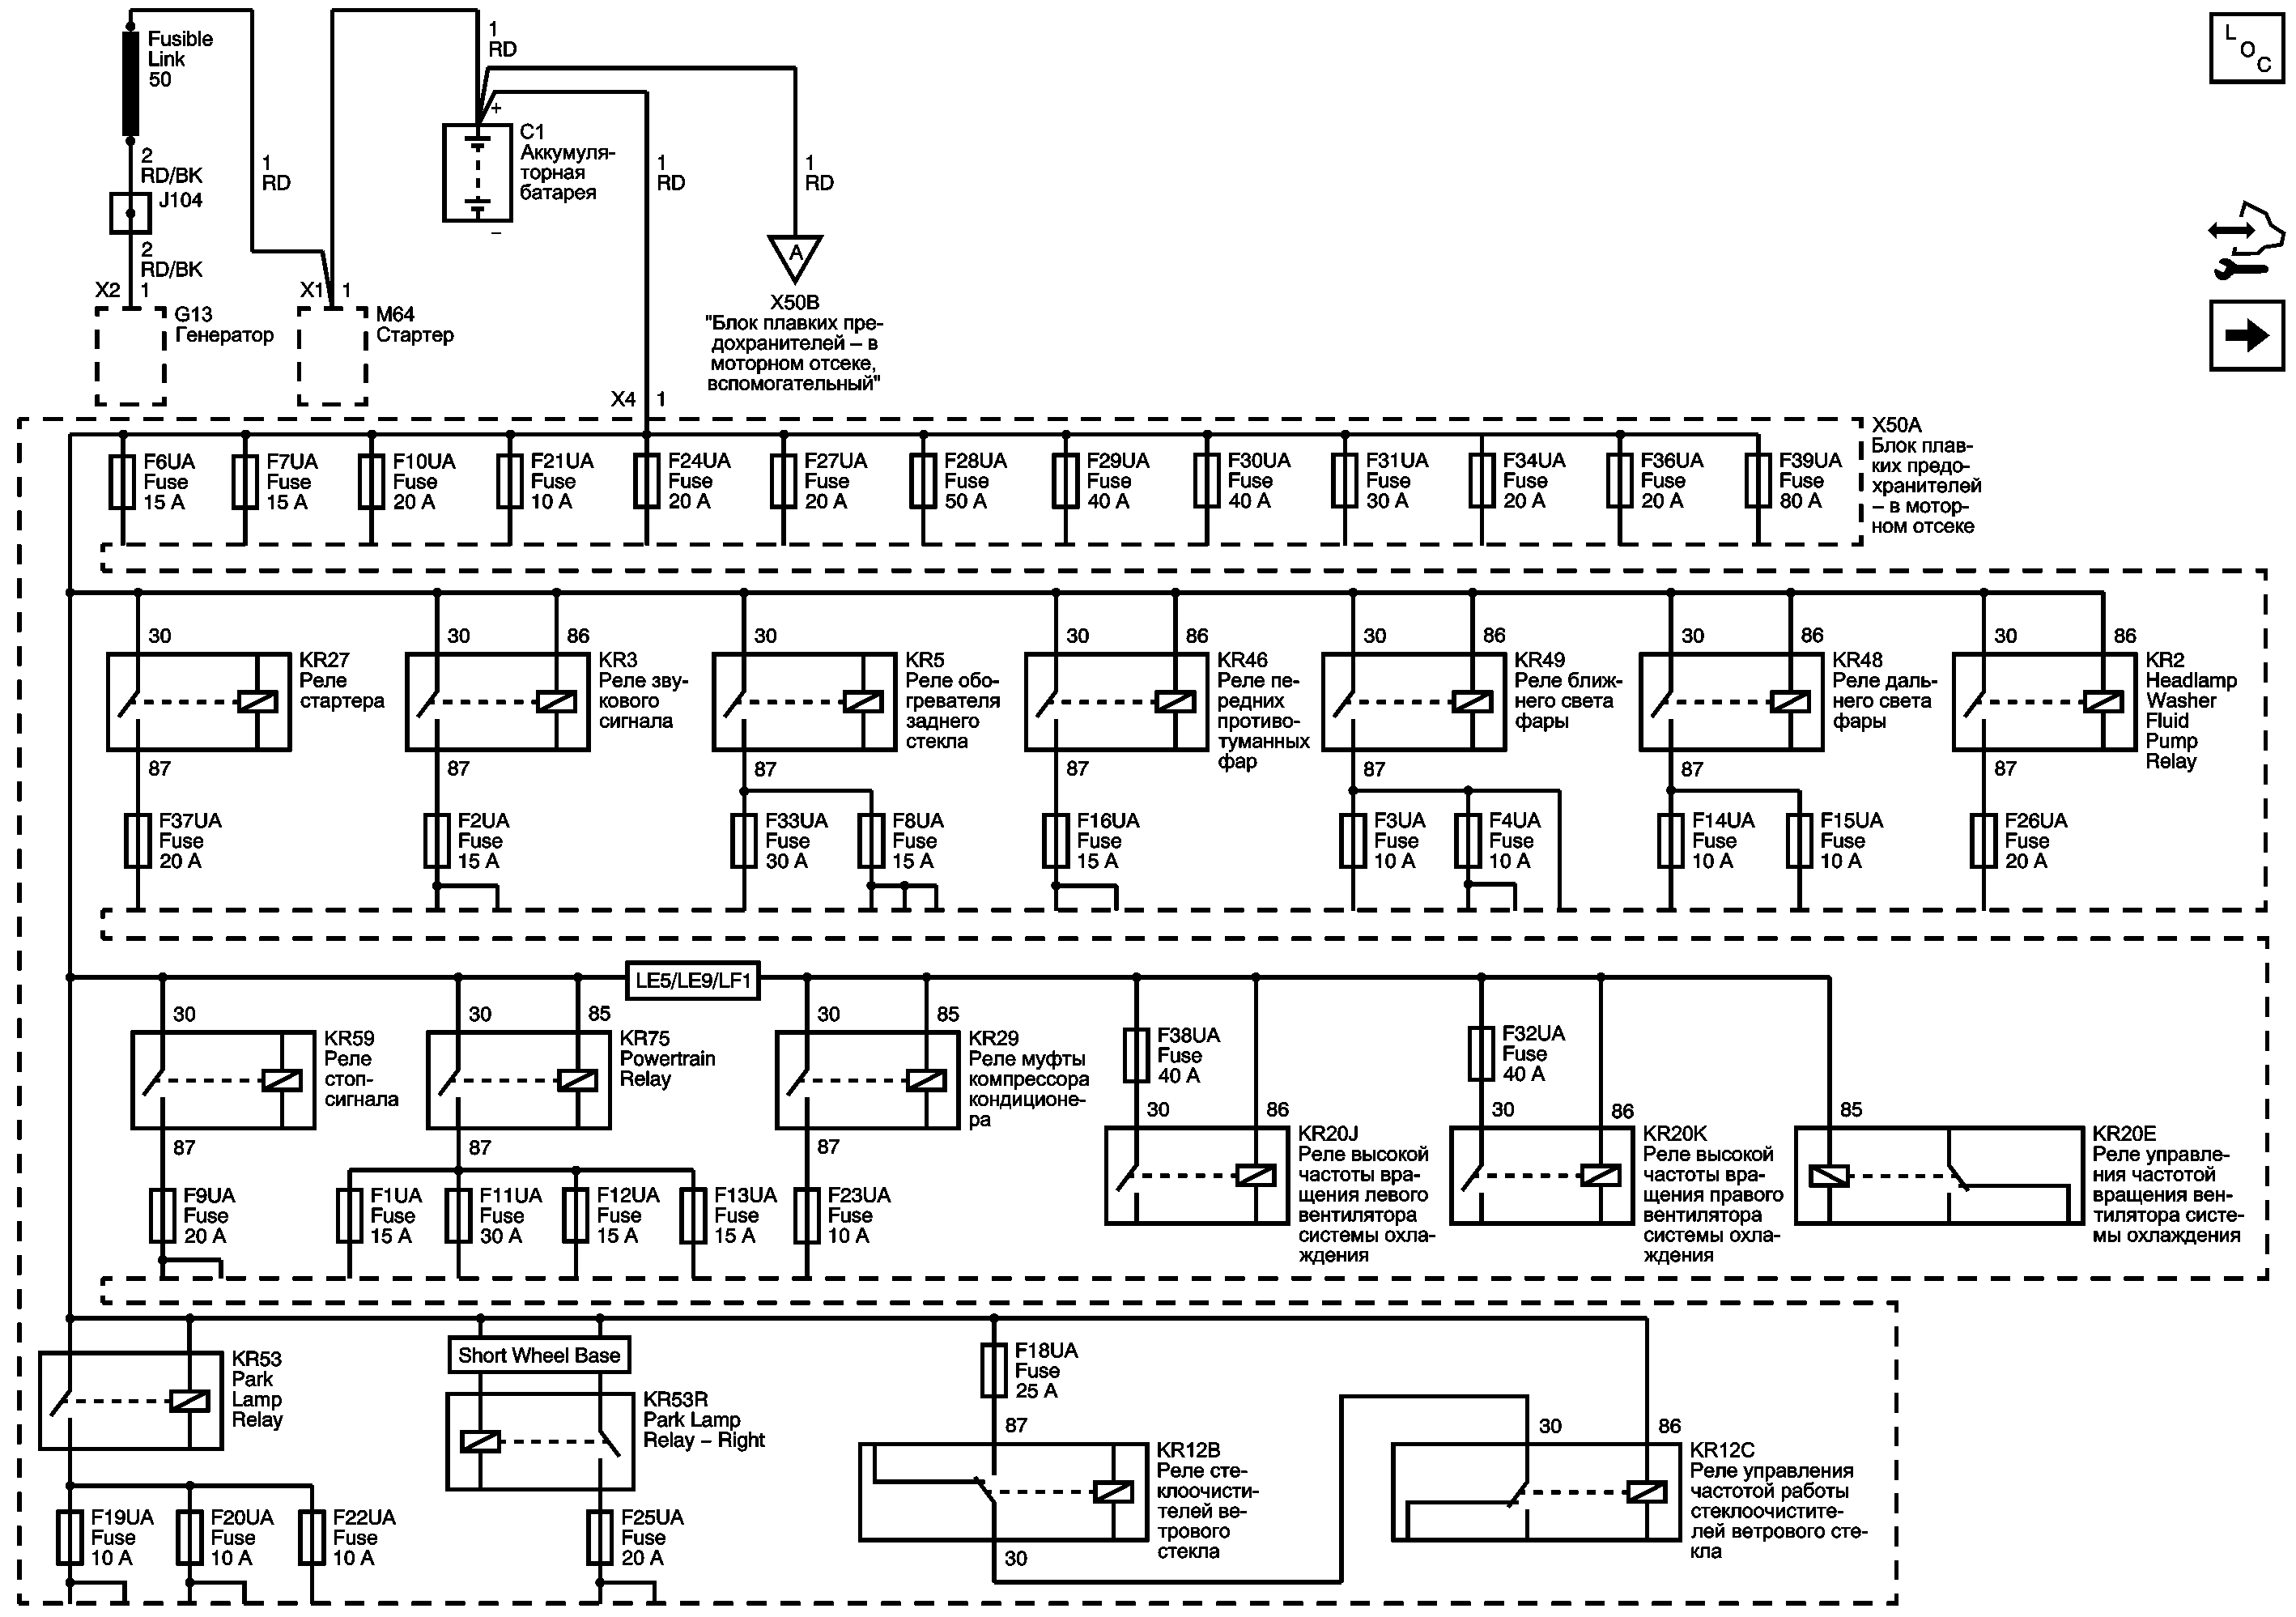 Fusible
Link
50
2
RD/BK
J104
2
RD/BK
X2 1
G13
Генератор
1
RD
X1 1
M64
Стартер
1
RD
+
C1
Аккумуля-
торная
батарея
–
1
RD
1
RD
A
X50B
"Блок плавких пре-
дохранителей – в
моторном отсеке,
вспомогательный"
X4 1
L
O
C
X50A
Блок плав-
ких предо-
хранителей
– в мотор-
ном отсеке
F6UA
Fuse
15 A
F7UA
Fuse
15 A
F10UA
Fuse
20 A
F21UA
Fuse
10 A
F24UA
Fuse
20 A
F27UA
Fuse
20 A
F28UA
Fuse
50 A
F29UA
Fuse
40 A
F30UA
Fuse
40 A
F31UA
Fuse
30 A
F34UA
Fuse
20 A
F36UA
Fuse
20 A
F39UA
Fuse
80 A
30
KR27
Реле
стартера
87
30 86
KR3
Реле зву-
кового
сигнала
87
30
KR5
Реле обо-
гревателя
заднего
стекла
87
30 86
KR46
Реле пе-
редних
противо-
туманных
фар
87
30 86
KR49
Реле ближ-
него света
фары
87
30 86
KR48
Реле даль-
него света
фары
87
30 86
KR2
Headlamp
Washer
Fluid
Pump
Relay
87
F37UA
Fuse
20 A
F2UA
Fuse
15 A
F33UA
Fuse
30 A
F8UA
Fuse
15 A
F16UA
Fuse
15 A
F3UA
Fuse
10 A
F4UA
Fuse
10 A
F14UA
Fuse
10 A
F15UA
Fuse
10 A
F26UA
Fuse
20 A
LE5/LE9/LF1
30
KR59
Реле
стоп-
сигнала
87
30 85
KR75
Powertrain
Relay
87
30 85
KR29
Реле муфты
компрессора
кондиционе-
ра
87
F38UA
Fuse
40 A
30 86
KR20J
Реле высокой
частоты вра-
щения левого
вентилятора
системы охла-
ждения
F32UA
Fuse
40 A
30 86
KR20K
Реле высокой
частоты вра-
щения правого
вентилятора
системы охла-
ждения
85
KR20E
Реле управле-
ния частотой
вращения вен-
тилятора систе-
мы охлаждения
F9UA
Fuse
20 A
F1UA
Fuse
15 A
F11UA
Fuse
30 A
F12UA
Fuse
15 A
F13UA
Fuse
15 A
F23UA
Fuse
10 A
KR53
Park
Lamp
Relay
Short Wheel Base
KR53R
Park Lamp
Relay – Right
F18UA
Fuse
25 A
87
KR12B
Реле сте-
клоочисти-
телей ве-
трового
стекла
30
30 86
KR12C
Реле управления
частотой работы
стеклоочистите-
лей ветрового сте-
кла
F19UA
Fuse
10 A
F20UA
Fuse
10 A
F22UA
Fuse
10 A
F25UA
Fuse
20 A